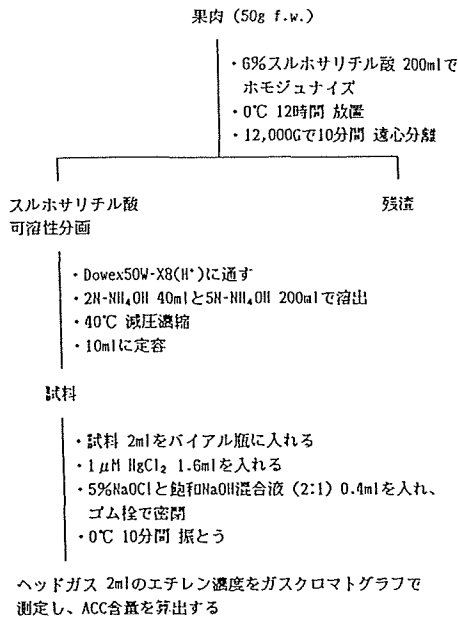 果肉 (50g f.w.)
・6%スルホサリチル酸 200mlで
ホモジュナイズ
・0℃ 12時間 放置
・12,000Gで10分間 遠心分離
スルホサリチル酸
可溶性分画
残渣
・Dowex50W-X8(H⁺)に通す
・2N-NH₄OH 40mlと5N-NH₄OH 200mlで溶出
・40℃ 減圧濃縮
・10mlに定容
試料
・試料 2mlをバイアル瓶に入れる
・1μM HgCl₂ 1.6mlを入れる
・5%NaOClと飽和NaOH混合液 (2:1) 0.4mlを入れ、
ゴム栓で密閉
・0℃ 10分間 振とう
ヘッドガス 2mlのエチレン濃度をガスクロマトグラフで
測定し、ACC含量を算出する